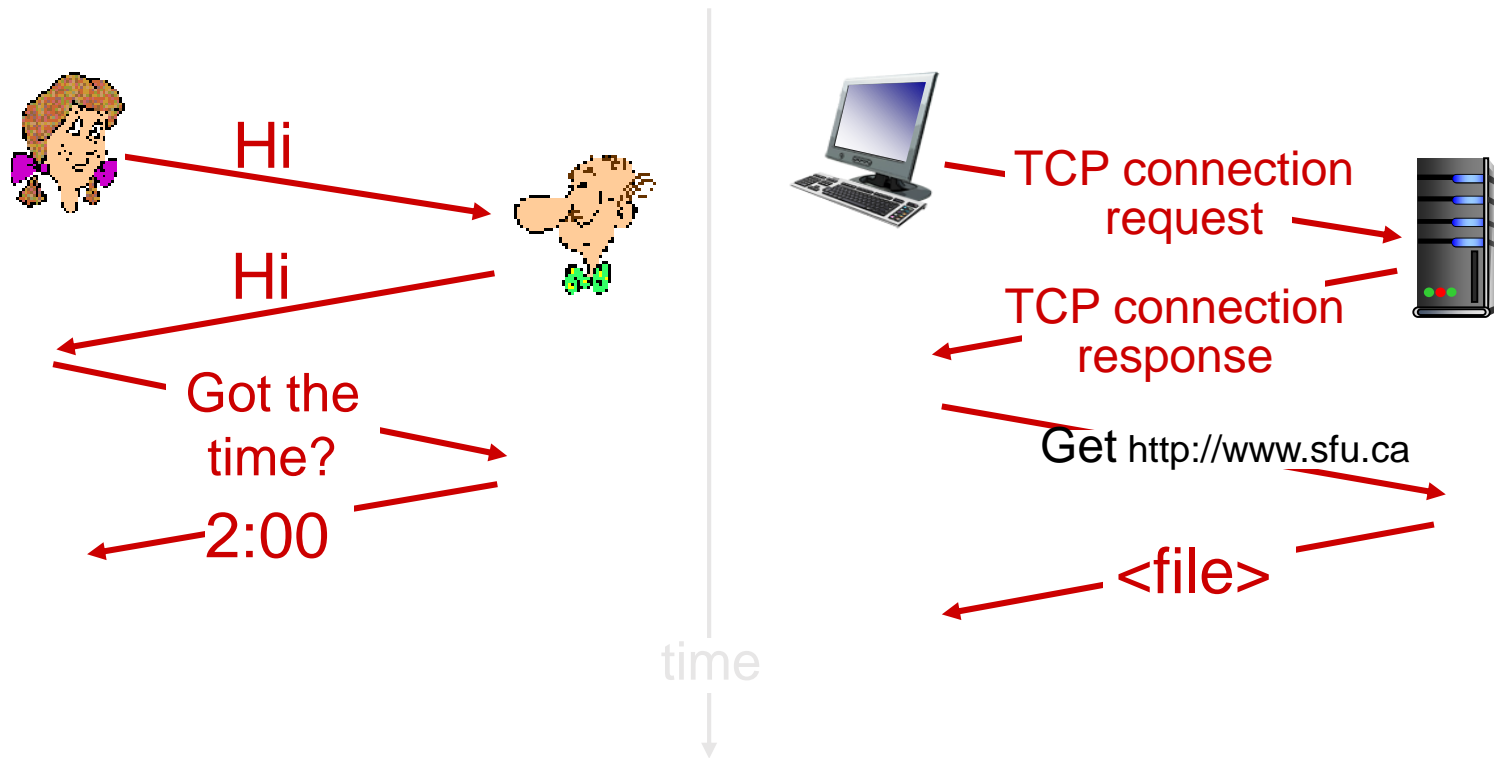 Hi
Hi
Got the
time?
2:00
TCP connection
request
TCP connection
response
Get http://www.sfu.ca
<file>
time